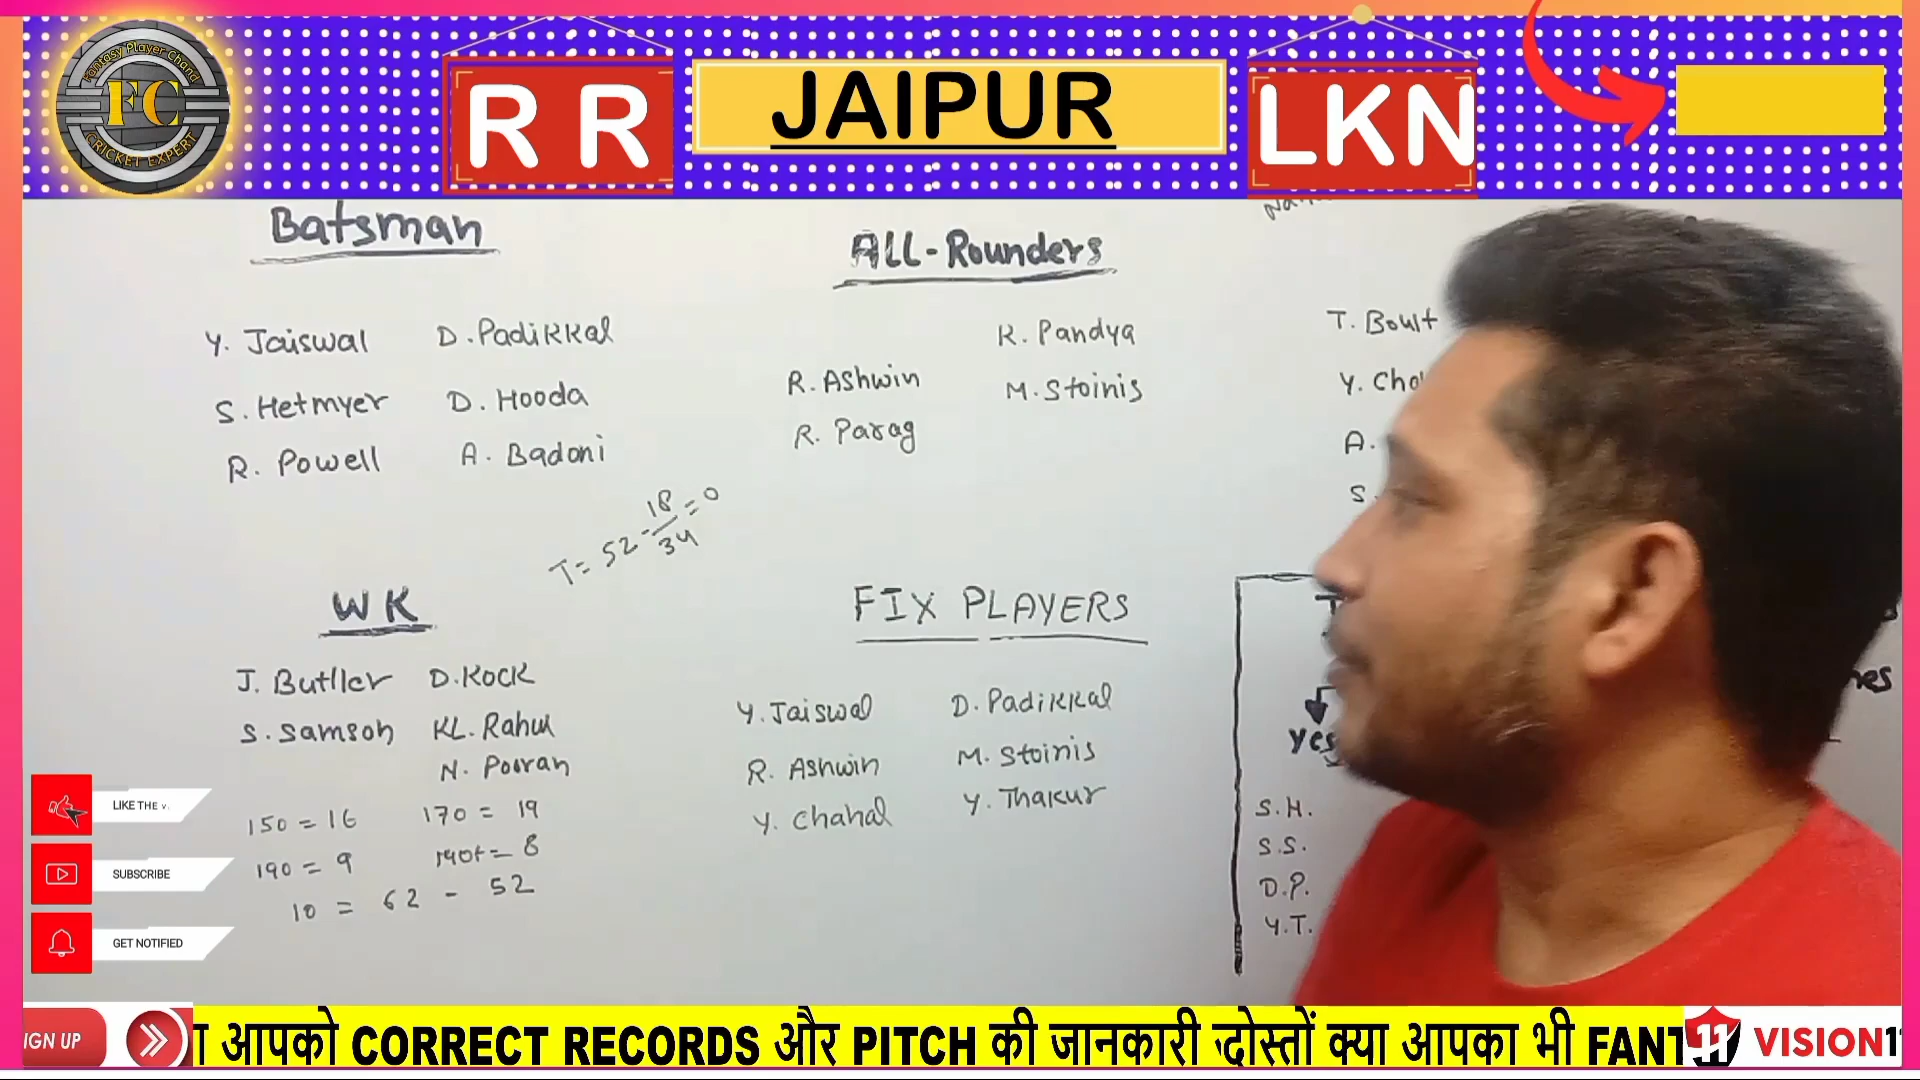 Fantasy Player Chand
FC
CRICKET EXPERT
R R
JAIPUR
LKN
Batsman
Y. Jaiswal D. Padikkal
S. Hetmyer D. Hooda
R. Powell A. Badoni
ALL-Rounders
K. Pandya
R. Ashwin M. Stoinis
R. Parag
T. Boult
Y. Cha
A.
S.
T = 52 - 18/34 = 0
WK
J. Butller D. Kock
S. Samson KL. Rahul
N. Pooran
150 = 16 170 = 19
190 = 9 190+ = 8
10 = 62 - 52
FIX PLAYERS
Y. Jaiswal D. Padikkal
R. Ashwin M. Stoinis
Y. Chahal Y. Thakur
Yes
S.H.
S.S.
D.P.
Y.T.
LIKE THE V.
SUBSCRIBE
GET NOTIFIED
IGN UP
आपको CORRECT RECORDS और PITCH की जानकारी दोस्तों क्या आपका भी FANT
11 VISION11